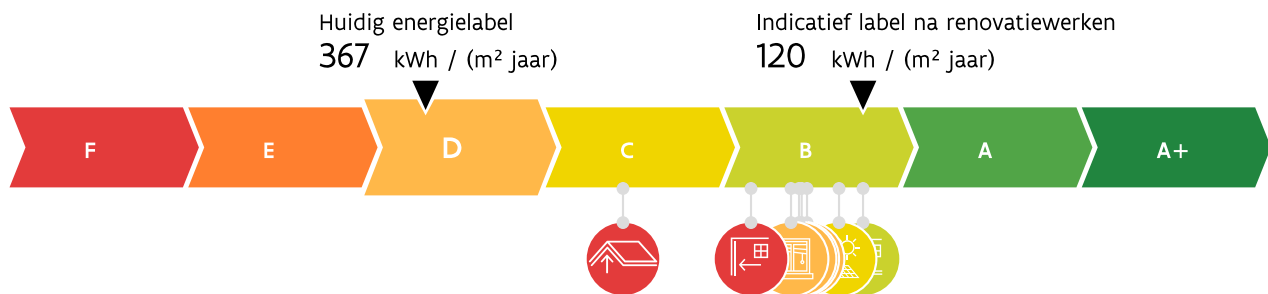 Huidig energielabel
367 kWh / (m² jaar)
Indicatief label na renovatiewerken
120 kWh / (m² jaar)
F E D C B A A+